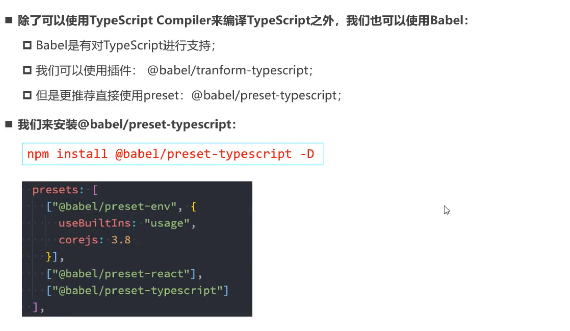 除了可以使用TypeScript Compiler来编译TypeScript之外，我们也可以使用Babel：
Babel是有对TypeScript进行支持；
我们可以使用插件： @babel/tranform-typescript；
但是更推荐直接使用preset：@babel/preset-typescript；
我们来安装@babel/preset-typescript：
npm install @babel/preset-typescript -D
presets: [
["@babel/preset-env", {
useBuiltIns: "usage",
corejs: 3.8
}],
["@babel/preset-react"],
["@babel/preset-typescript"]
],